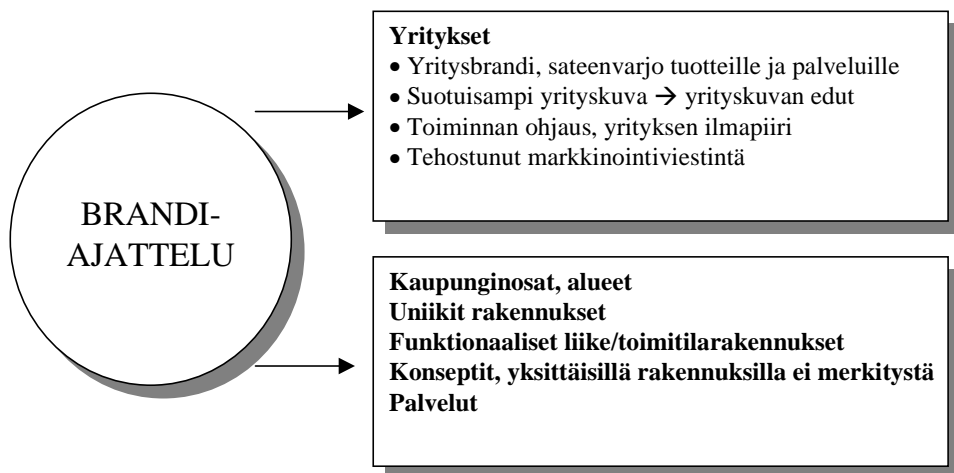 BRANDI-
AJATTELU
Yritykset
• Yritysbrandi, sateenvarjo tuotteille ja palveluille
• Suotuisampi yrityskuva → yrityskuvan edut
• Toiminnan ohjaus, yrityksen ilmapiiri
• Tehostunut markkinointiviestintä
Kaupunginosat, alueet
Uniikit rakennukset
Funktionaaliset liike/toimitilarakennukset
Konseptit, yksittäisillä rakennuksilla ei merkitystä
Palvelut